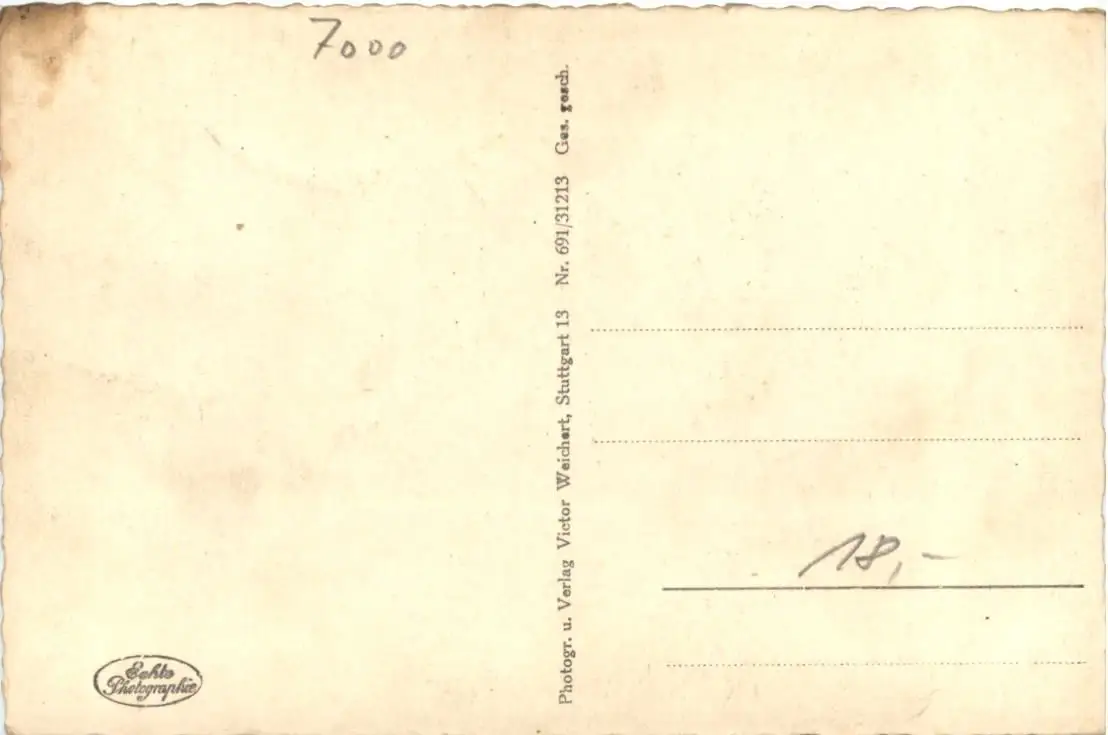 7000
Photogr. u. Verlag Victor Weichert, Stuttgart 13 Nr. 691/31213 Ges. gesch.
18,-
Echte
Photographie